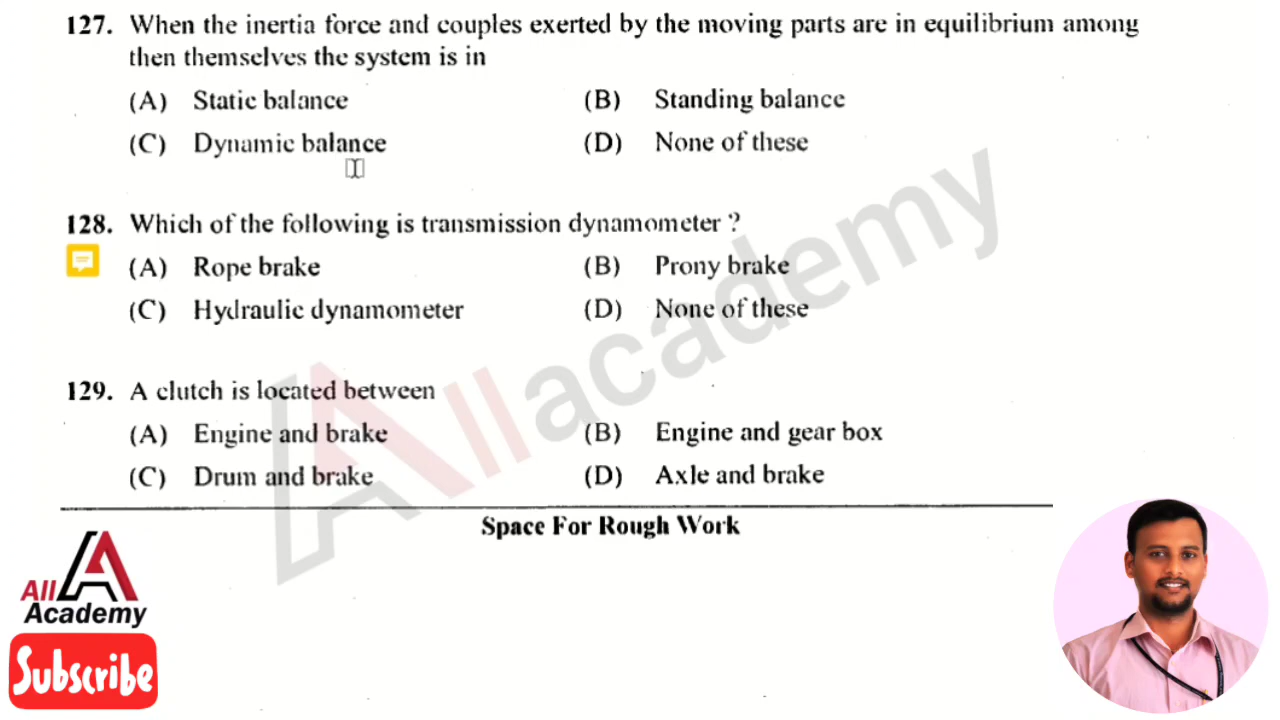 127. When the inertia force and couples exerted by the moving parts are in equilibrium among
then themselves the system is in
(A) Static balance (B) Standing balance
(C) Dynamic balance (D) None of these
128. Which of the following is transmission dynamometer ?
(A) Rope brake (B) Prony brake
(C) Hydraulic dynamometer (D) None of these
129. A clutch is located between
(A) Engine and brake (B) Engine and gear box
(C) Drum and brake (D) Axle and brake
Space For Rough Work
All academy
All A
Academy
Subscribe